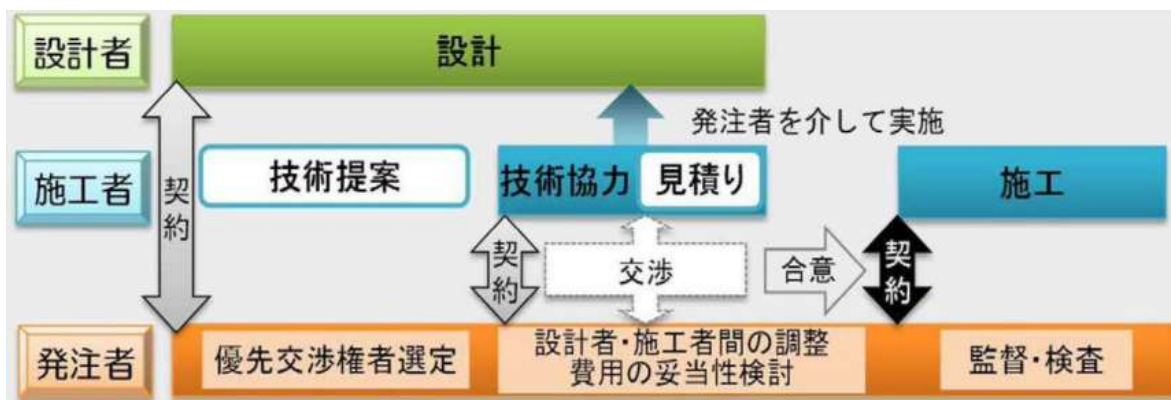 設計者
設計
発注者を介して実施
施工者
契約
技術提案
技術協力
見積り
施工
契約
交渉
合意
契約
発注者
優先交渉権者選定
設計者・施工者間の調整
費用の妥当性検討
監督・検査